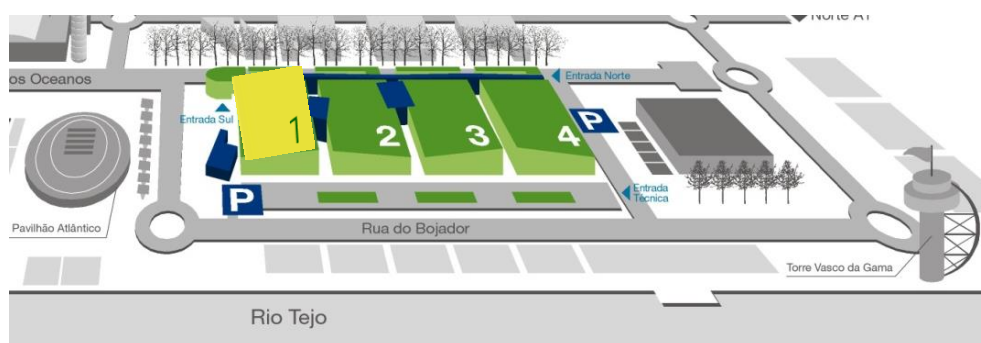 Norte A1
os Oceanos
Entrada Norte
Entrada Sul
1
2
3
4
P
P
Entrada
Técnica
Pavilhão Atlântico
Rua do Bojador
Torre Vasco da Gama
Rio Tejo